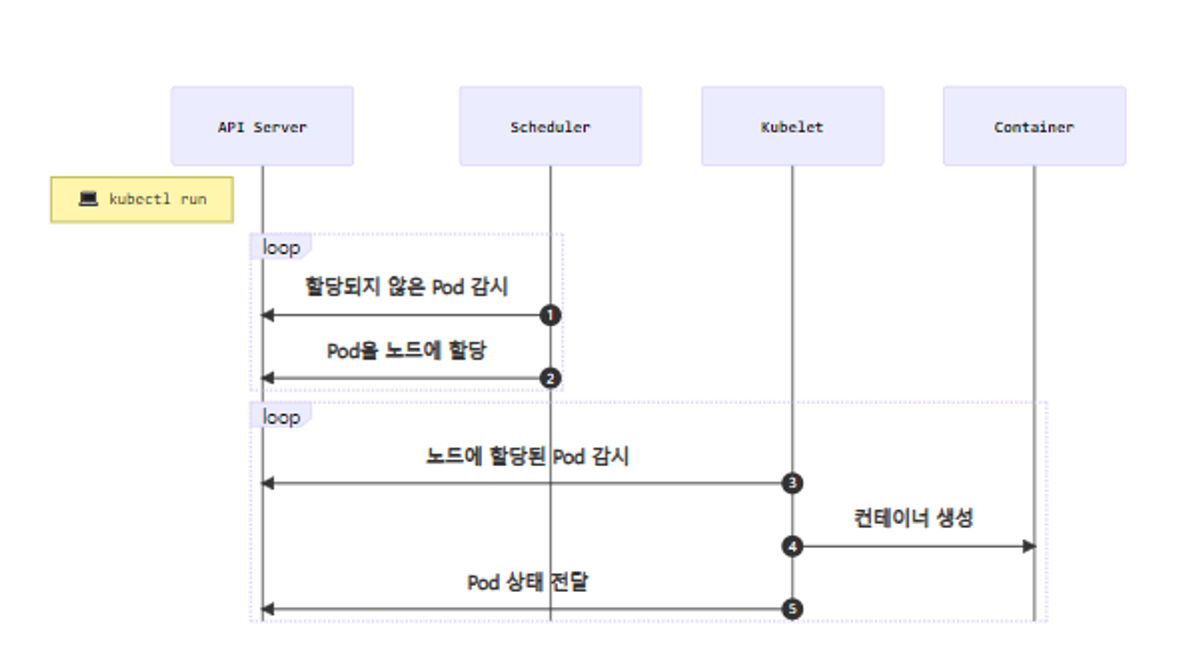 API Server
Scheduler
Kubelet
Container
💻 kubectl run
loop
할당되지 않은 Pod 감시
1
Pod을 노드에 할당
2
loop
노드에 할당된 Pod 감시
3
컨테이너 생성
4
Pod 상태 전달
5